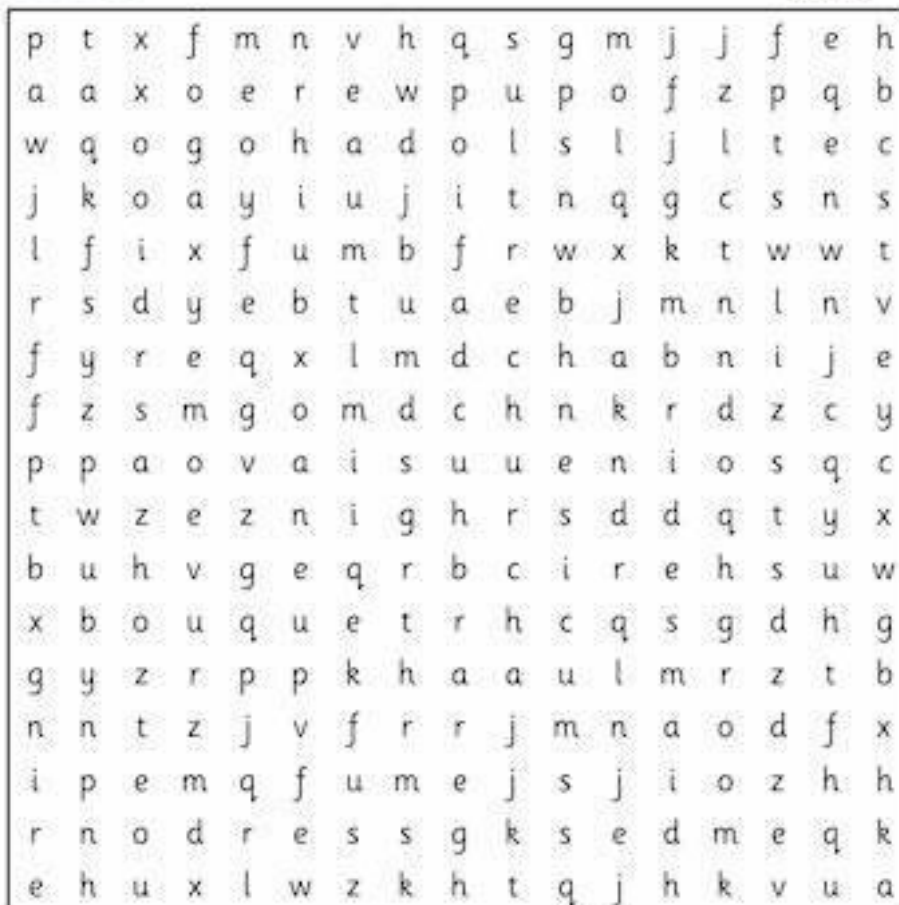 p t x f m n v h q s g m j j f e h
a a x o e r e w p u p o f z p q b
w q o g o h a d o l s l j l t e c
j k o a y i u j i t n q g c s n s
l f i x f u m b f r w x k t w w t
r s d y e b t u a e b j m n l n v
f y r e q x l m d c h a b n i j e
f z s m g o m d c h n k r d z c y
p p a o v a i s u u e n i o s q c
t w z e z n i g h r s d d q t y x
b u h v g e q r b c i r e h s u w
x b o u q u e t r h c q s g d h g
g y z r p p k h a a u l m r z t b
n n t z j v f r r j m n a o d f x
i p e m q f u m e j s j i o z h h
r n o d r e s s g k s e d m e q k
e h u x l w z k h t q j h k v u a